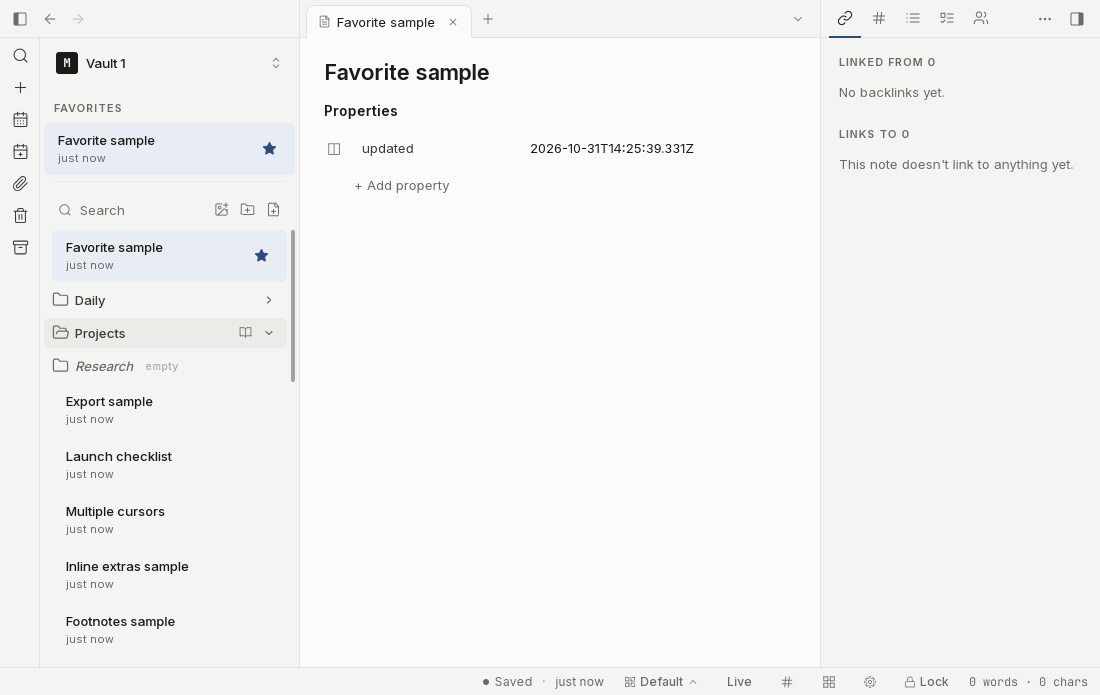 Favorite sample
M Vault 1
FAVORITES
Favorite sample
just now
Search
Favorite sample
just now
Daily
Projects
Research empty
Export sample
just now
Launch checklist
just now
Multiple cursors
just now
Inline extras sample
just now
Footnotes sample
just now
Favorite sample
Properties
updated 2026-10-31T14:25:39.331Z
+ Add property
LINKED FROM 0
No backlinks yet.
LINKS TO 0
This note doesn't link to anything yet.
Saved · just now Default Live Lock 0 words · 0 chars